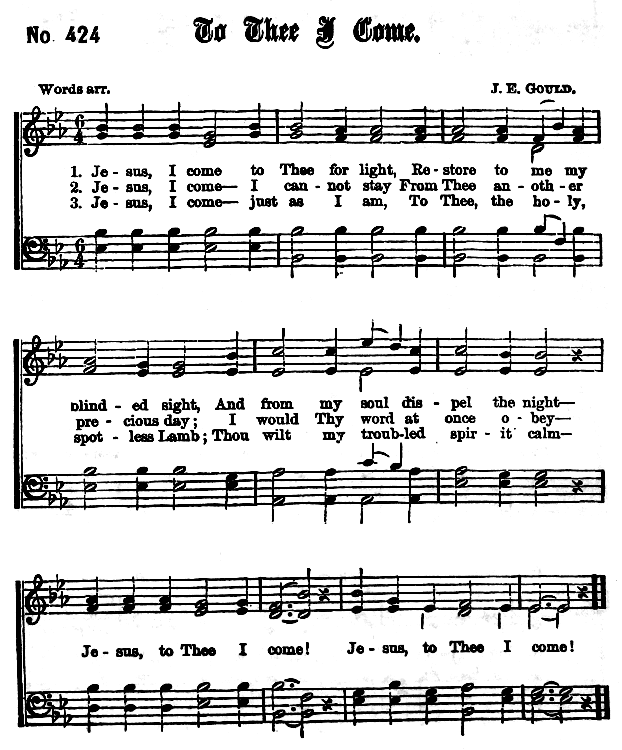 No. 424
To Thee I Come.
Words arr.
J. E. GOULD.
6
4
1. Je - sus, I come to Thee for light, Re - store to me my
2. Je - sus, I come— I can - not stay From Thee an - oth - er
3. Je - sus, I come— just as I am, To Thee, the ho - ly,
6
4
blind - ed sight, And from my soul dis - pel the night—
pre - cious day; I would Thy word at once o - bey—
spot - less Lamb; Thou wilt my troub-led spir - it calm—
Je - sus, to Thee I come! Je - sus, to Thee I come!